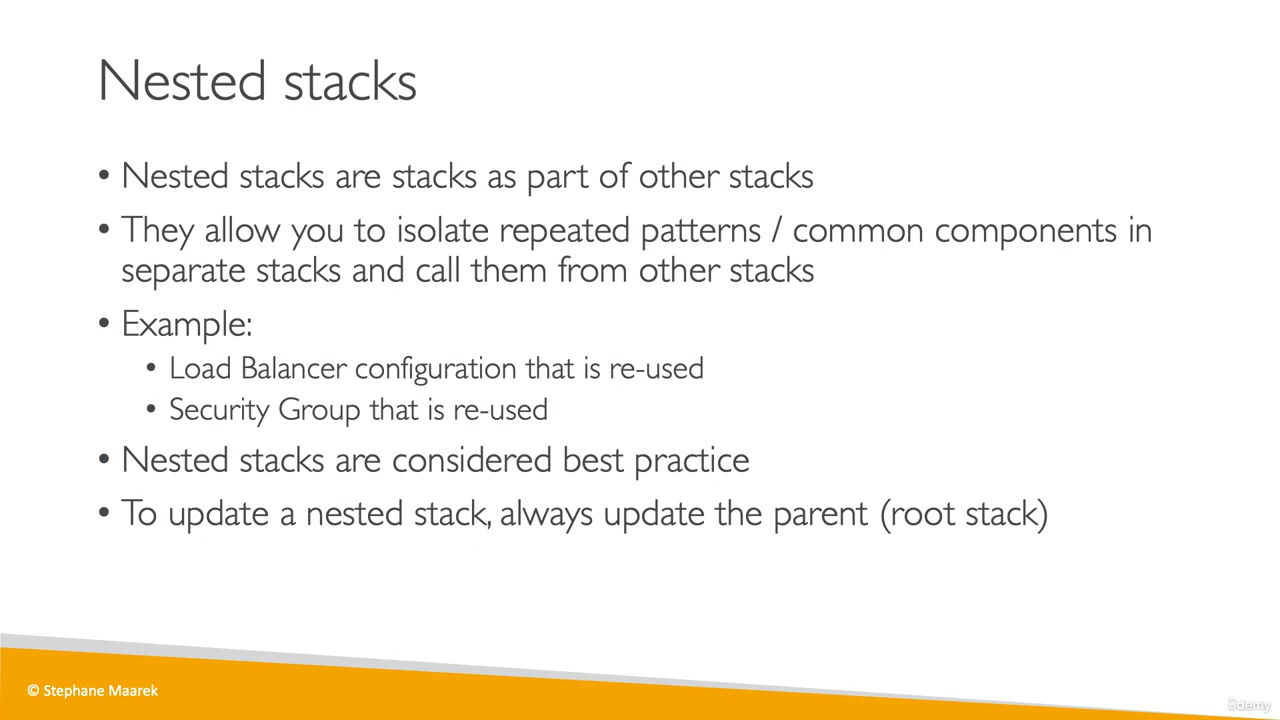 Nested stacks
• Nested stacks are stacks as part of other stacks
• They allow you to isolate repeated patterns / common components in
separate stacks and call them from other stacks
• Example:
• Load Balancer configuration that is re-used
• Security Group that is re-used
• Nested stacks are considered best practice
• To update a nested stack, always update the parent (root stack)
© Stephane Maarek
ûdemy